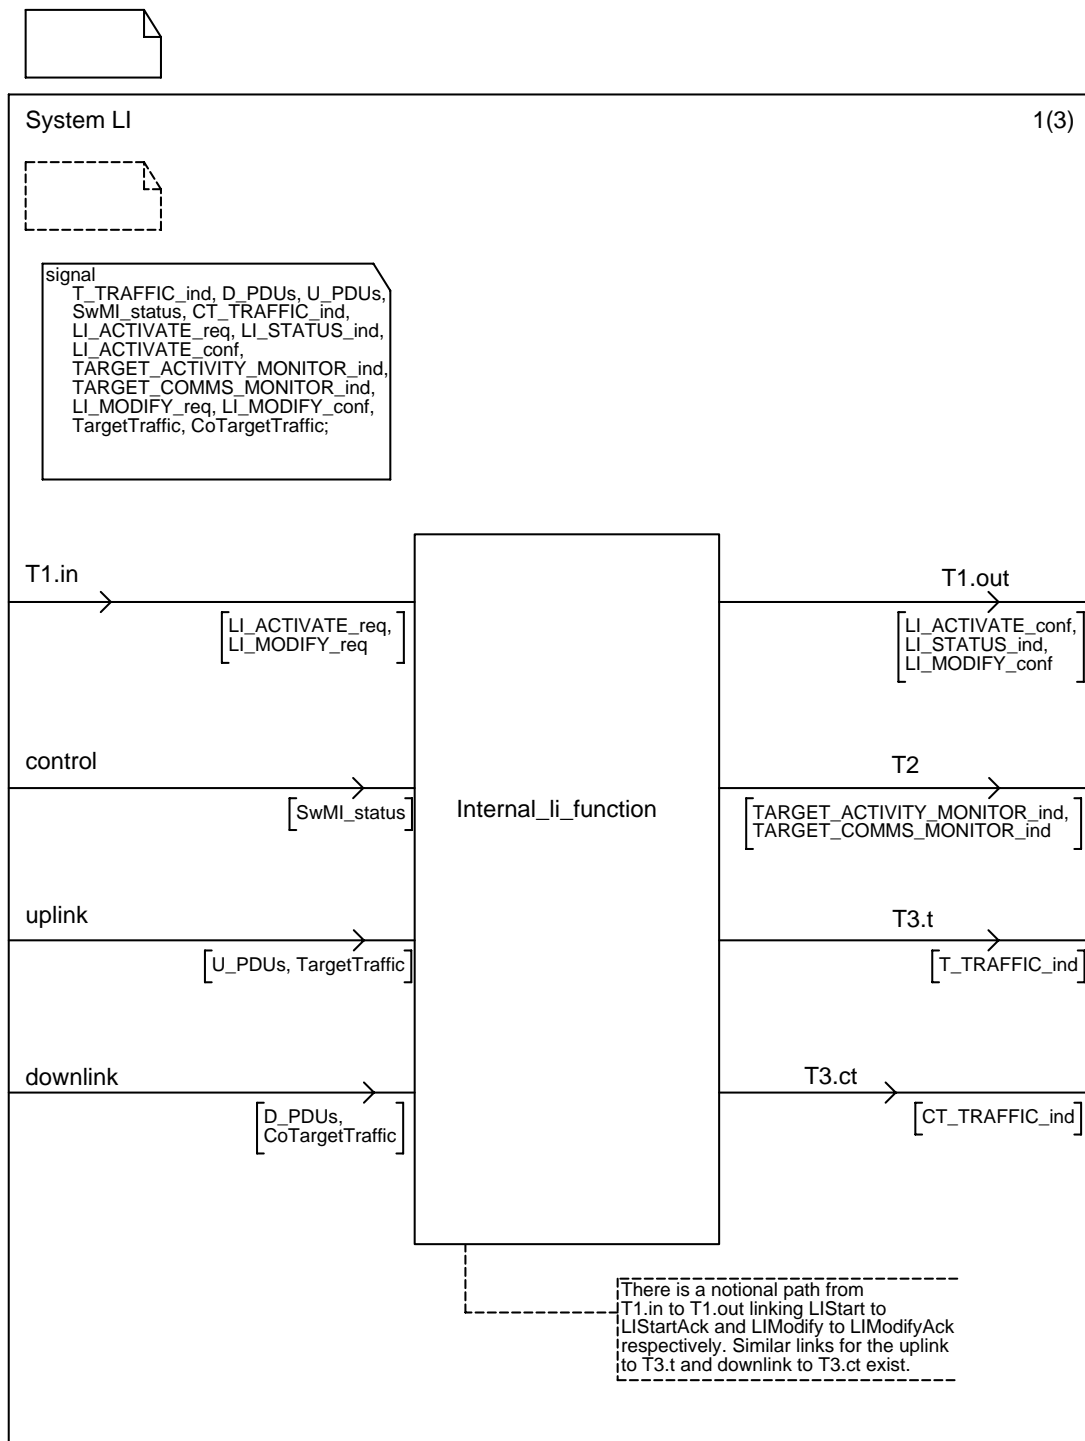 System LI
1(3)
signal
T_TRAFFIC_ind, D_PDUs, U_PDUs,
SwMI_status, CT_TRAFFIC_ind,
LI_ACTIVATE_req, LI_STATUS_ind,
LI_ACTIVATE_conf,
TARGET_ACTIVITY_MONITOR_ind,
TARGET_COMMS_MONITOR_ind,
LI_MODIFY_req, LI_MODIFY_conf,
TargetTraffic, CoTargetTraffic;
T1.in
LI_ACTIVATE_req,
LI_MODIFY_req
control
SwMI_status
uplink
U_PDUs, TargetTraffic
downlink
D_PDUs,
CoTargetTraffic
Internal_li_function
T1.out
LI_ACTIVATE_conf,
LI_STATUS_ind,
LI_MODIFY_conf
T2
TARGET_ACTIVITY_MONITOR_ind,
TARGET_COMMS_MONITOR_ind
T3.t
T_TRAFFIC_ind
T3.ct
CT_TRAFFIC_ind
There is a notional path from
T1.in to T1.out linking LIStart to
LIStartAck and LIModify to LIModifyAck
respectively. Similar links for the uplink
to T3.t and downlink to T3.ct exist.